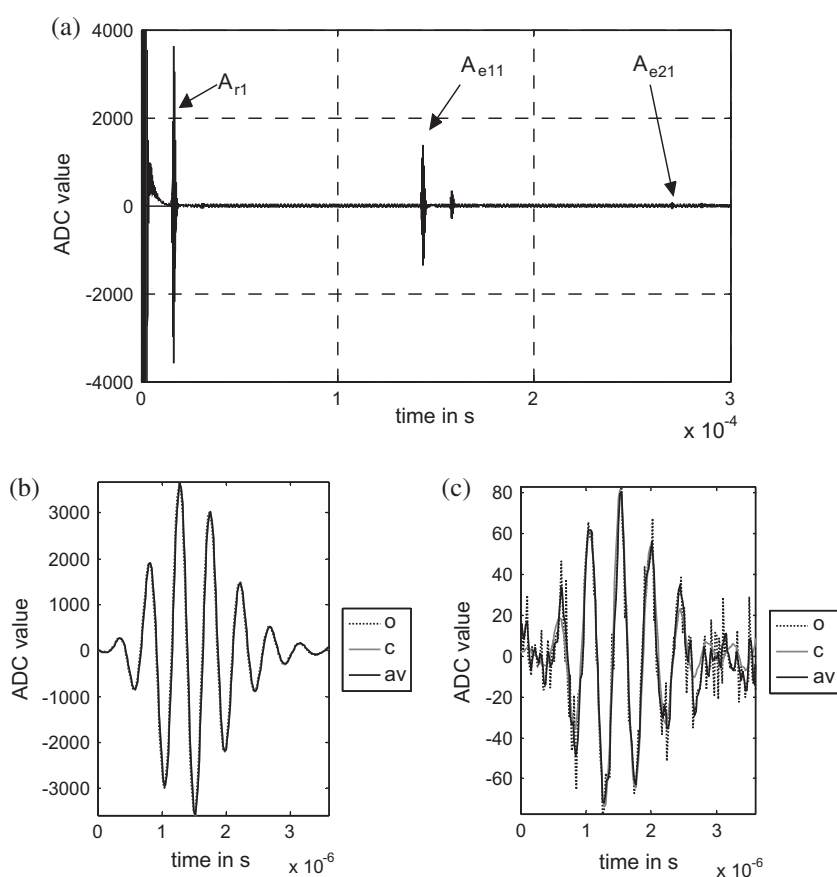 (a)
4000
2000
0
-2000
-4000
ADC value
A_r1
A_e11
A_e21
0 1 2 3
time in s
x 10^-4
(b)
3000
2000
1000
0
-1000
-2000
-3000
ADC value
0 1 2 3
time in s
x 10^-6
o
c
av
(c)
80
60
40
20
0
-20
-40
-60
ADC value
0 1 2 3
time in s
x 10^-6
o
c
av